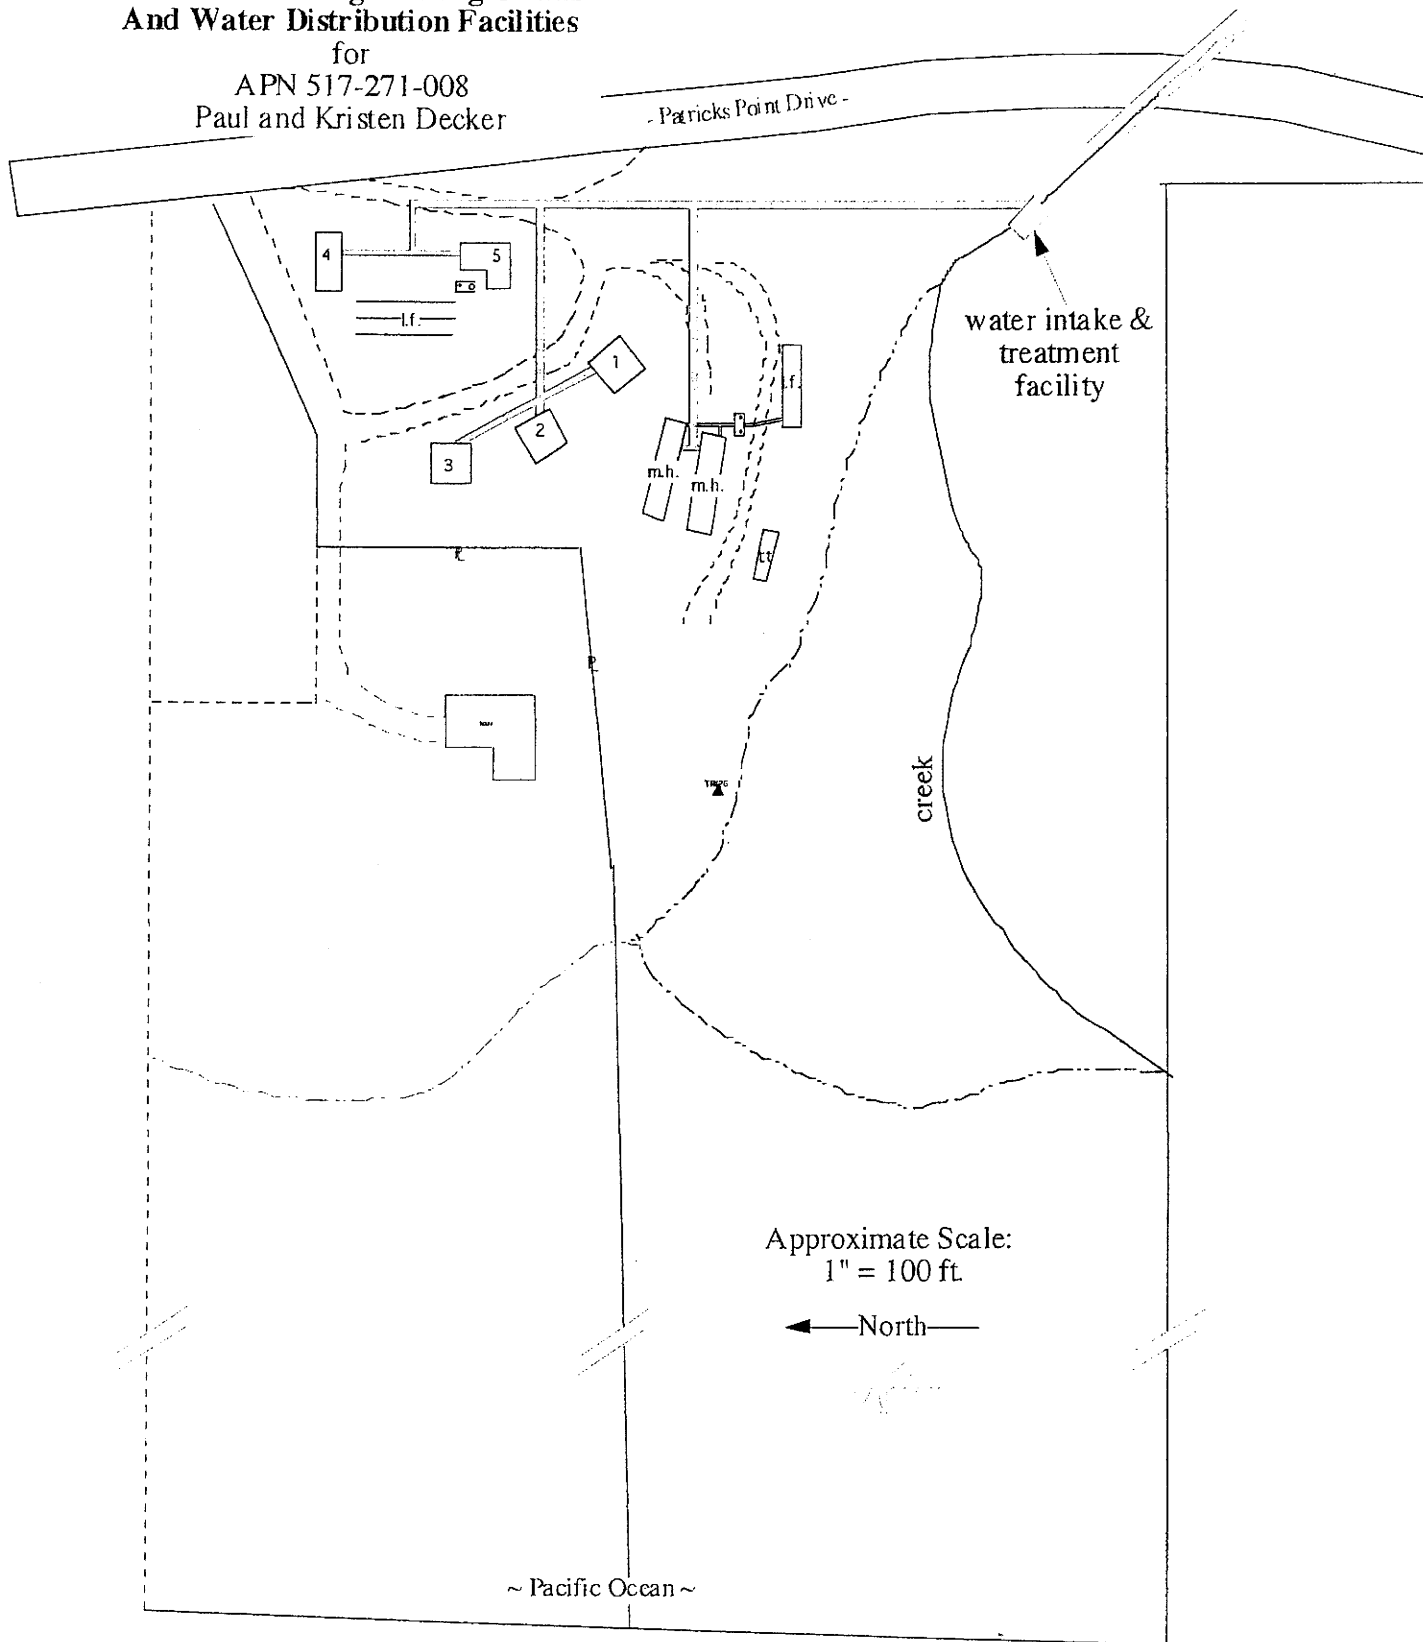 And Water Distribution Facilities
for
APN 517-271-008
Paul and Kristen Decker
- Patricks Point Drive -
4
5
l.f.
water intake &
treatment
facility
1
2
3
l.f.
m.h.
m.h.
t.t
creek
Approximate Scale:
1" = 100 ft.
North
~ Pacific Ocean ~